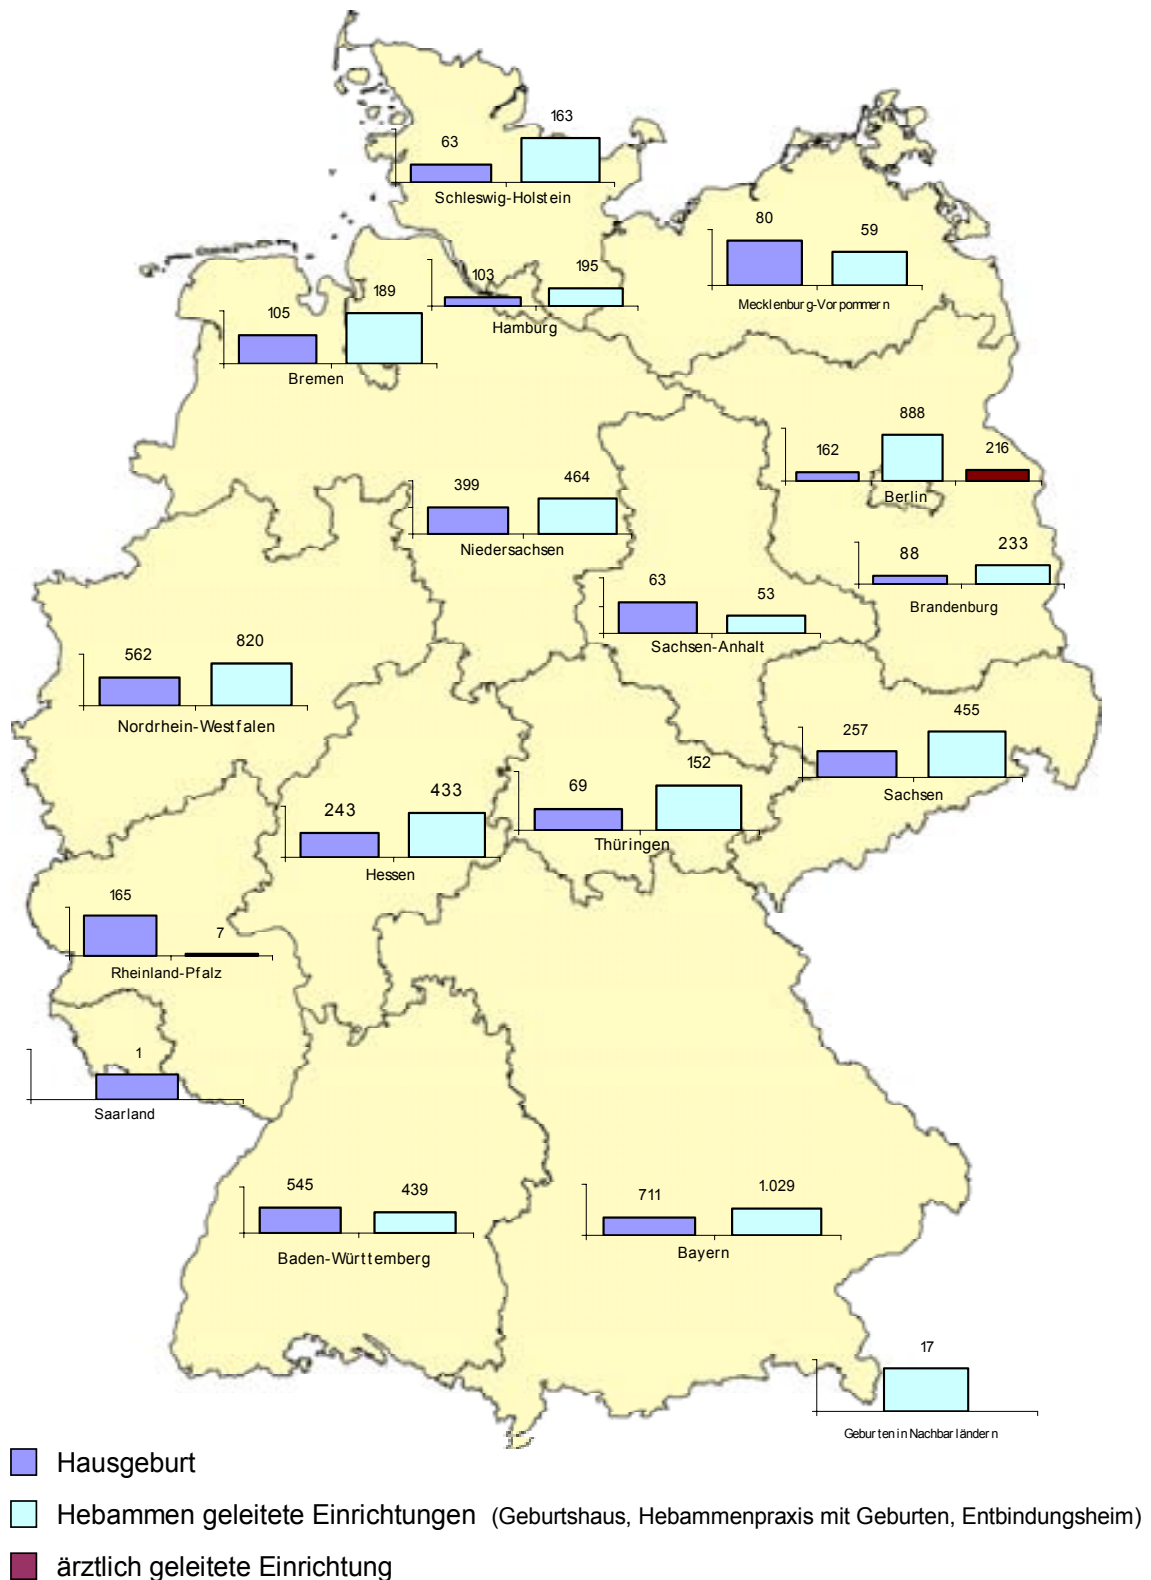 63 163
Schleswig-Holstein
80 59
Mecklenburg-Vorpommern
103 195
Hamburg
105 189
Bremen
162 888 216
Berlin
399 464
Niedersachsen
88 233
Brandenburg
63 53
Sachsen-Anhalt
562 820
Nordrhein-Westfalen
257 455
Sachsen
243 433
Hessen
69 152
Thüringen
165 7
Rheinland-Pfalz
1
Saarland
545 439
Baden-Württemberg
711 1.029
Bayern
17
Geburten in Nachbarländern
Hausgeburt
Hebammen geleitete Einrichtungen (Geburtshaus, Hebammenpraxis mit Geburten, Entbindungsheim)
ärztlich geleitete Einrichtung